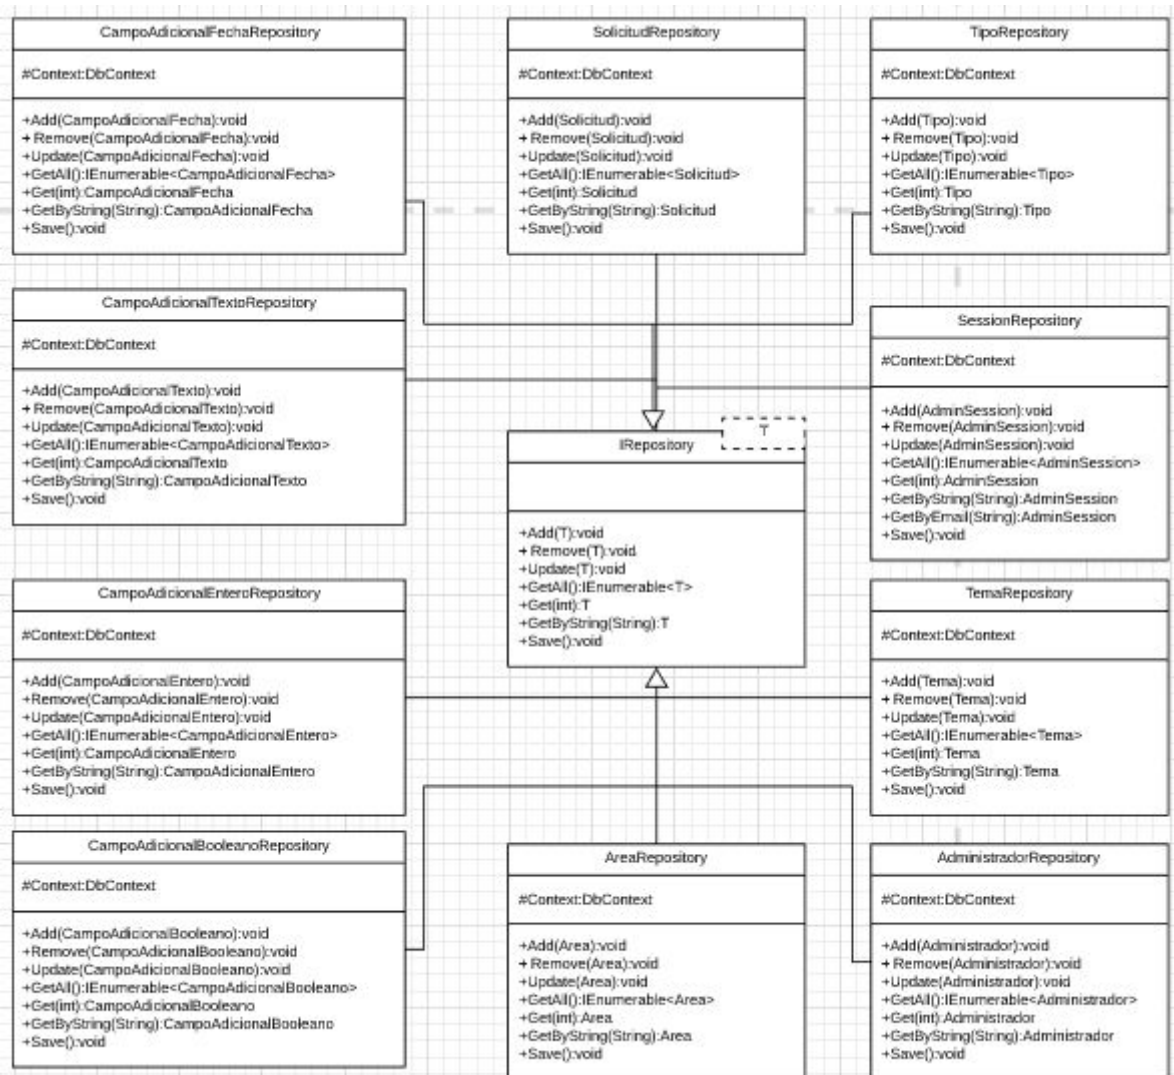 CampoAdicionalFechaRepository
#Context:DbContext
+Add(CampoAdicionalFecha):void
+ Remove(CampoAdicionalFecha):void
+Update(CampoAdicionalFecha):void
+GetAll():IEnumerable<CampoAdicionalFecha>
+Get(int):CampoAdicionalFecha
+GetByString(String):CampoAdicionalFecha
+Save():void
SolicitudRepository
#Context:DbContext
+Add(Solicitud):void
+ Remove(Solicitud):void
+Update(Solicitud):void
+GetAll():IEnumerable<Solicitud>
+Get(int):Solicitud
+GetByString(String):Solicitud
+Save():void
TipoRepository
#Context:DbContext
+Add(Tipo):void
+ Remove(Tipo):void
+Update(Tipo):void
+GetAll():IEnumerable<Tipo>
+Get(int):Tipo
+GetByString(String):Tipo
+Save():void
CampoAdicionalTextoRepository
#Context:DbContext
+Add(CampoAdicionalTexto):void
+ Remove(CampoAdicionalTexto):void
+Update(CampoAdicionalTexto):void
+GetAll():IEnumerable<CampoAdicionalTexto>
+Get(int):CampoAdicionalTexto
+GetByString(String):CampoAdicionalTexto
+Save():void
SessionRepository
#Context:DbContext
+Add(AdminSession):void
+ Remove(AdminSession):void
+Update(AdminSession):void
+GetAll():IEnumerable<AdminSession>
+Get(int):AdminSession
+GetByString(String):AdminSession
+GetByEmail(String):AdminSession
+Save():void
T
IRepository
+Add(T):void
+ Remove(T):void
+Update(T):void
+GetAll():IEnumerable<T>
+Get(int):T
+GetByString(String):T
+Save():void
CampoAdicionalEnteroRepository
#Context:DbContext
+Add(CampoAdicionalEntero):void
+Remove(CampoAdicionalEntero):void
+Update(CampoAdicionalEntero):void
+GetAll():IEnumerable<CampoAdicionalEntero>
+Get(int):CampoAdicionalEntero
+GetByString(String):CampoAdicionalEntero
+Save():void
TemaRepository
#Context:DbContext
+Add(Tema):void
+ Remove(Tema):void
+Update(Tema):void
+GetAll():IEnumerable<Tema>
+Get(int):Tema
+GetByString(String):Tema
+Save():void
CampoAdicionalBooleanoRepository
#Context:DbContext
+Add(CampoAdicionalBooleano):void
+Remove(CampoAdicionalBooleano):void
+Update(CampoAdicionalBooleano):void
+GetAll():IEnumerable<CampoAdicionalBooleano>
+Get(int):CampoAdicionalBooleano
+GetByString(String):CampoAdicionalBooleano
+Save():void
AreaRepository
#Context:DbContext
+Add(Area):void
+ Remove(Area):void
+Update(Area):void
+GetAll():IEnumerable<Area>
+Get(int):Area
+GetByString(String):Area
+Save():void
AdministradorRepository
#Context:DbContext
+Add(Administrador):void
+ Remove(Administrador):void
+Update(Administrador):void
+GetAll():IEnumerable<Administrador>
+Get(int):Administrador
+GetByString(String):Administrador
+Save():void